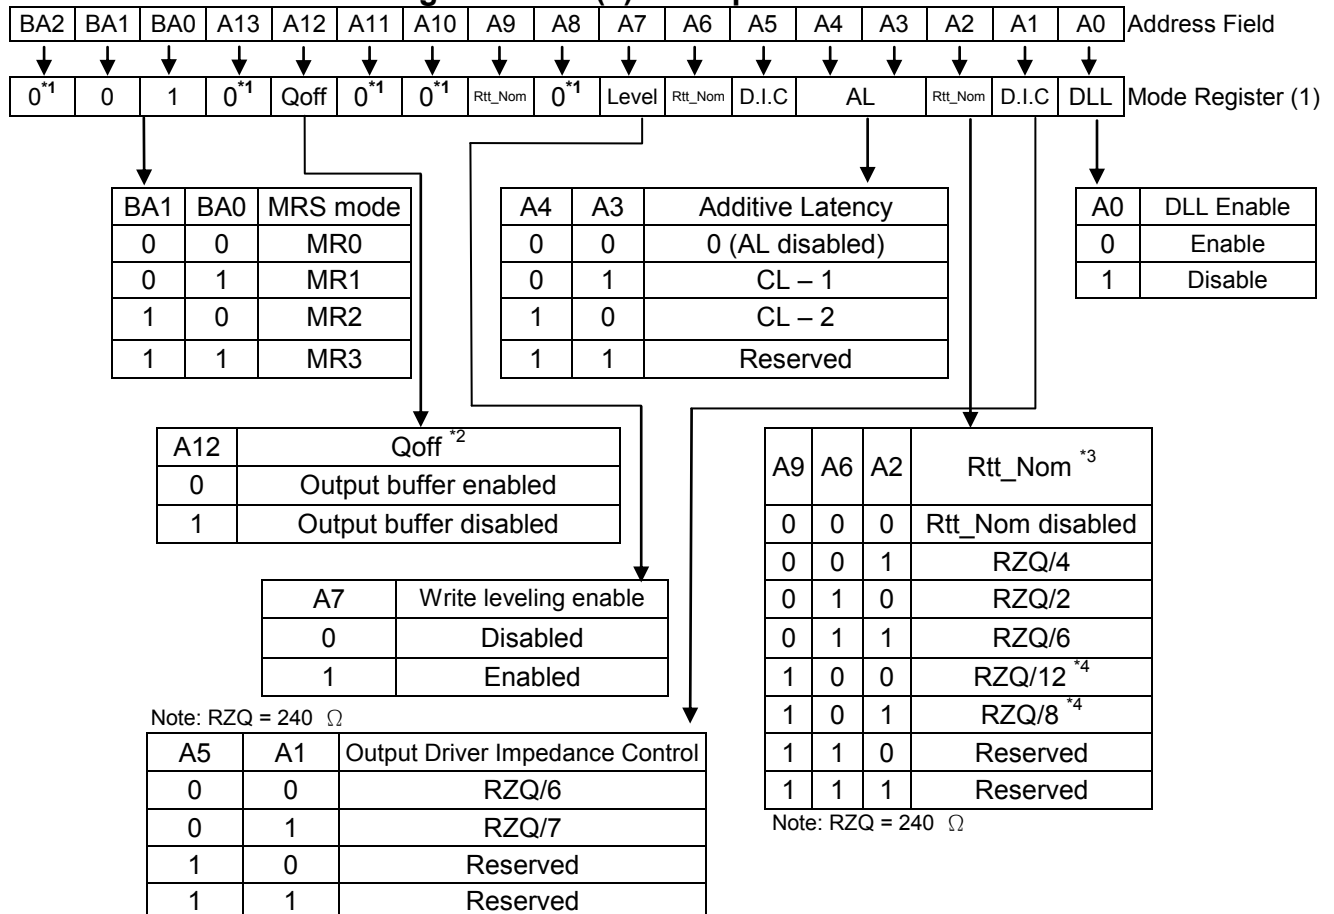 BA2 BA1 BA0 A13 A12 A11 A10 A9 A8 A7 A6 A5 A4 A3 A2 A1 A0 Address Field
0*1 0 1 0*1 Qoff 0*1 0*1 Rtt_Nom 0*1 Level Rtt_Nom D.I.C AL Rtt_Nom D.I.C DLL Mode Register (1)
BA1 BA0 MRS mode
0 0 MR0
0 1 MR1
1 0 MR2
1 1 MR3
A4 A3 Additive Latency
0 0 0 (AL disabled)
0 1 CL – 1
1 0 CL – 2
1 1 Reserved
A0 DLL Enable
0 Enable
1 Disable
A12 Qoff *2
0 Output buffer enabled
1 Output buffer disabled
A7 Write leveling enable
0 Disabled
1 Enabled
Note: RZQ = 240 Ω
A5 A1 Output Driver Impedance Control
0 0 RZQ/6
0 1 RZQ/7
1 0 Reserved
1 1 Reserved
A9 A6 A2 Rtt_Nom *3
0 0 0 Rtt_Nom disabled
0 0 1 RZQ/4
0 1 0 RZQ/2
0 1 1 RZQ/6
1 0 0 RZQ/12 *4
1 0 1 RZQ/8 *4
1 1 0 Reserved
1 1 1 Reserved
Note: RZQ = 240 Ω